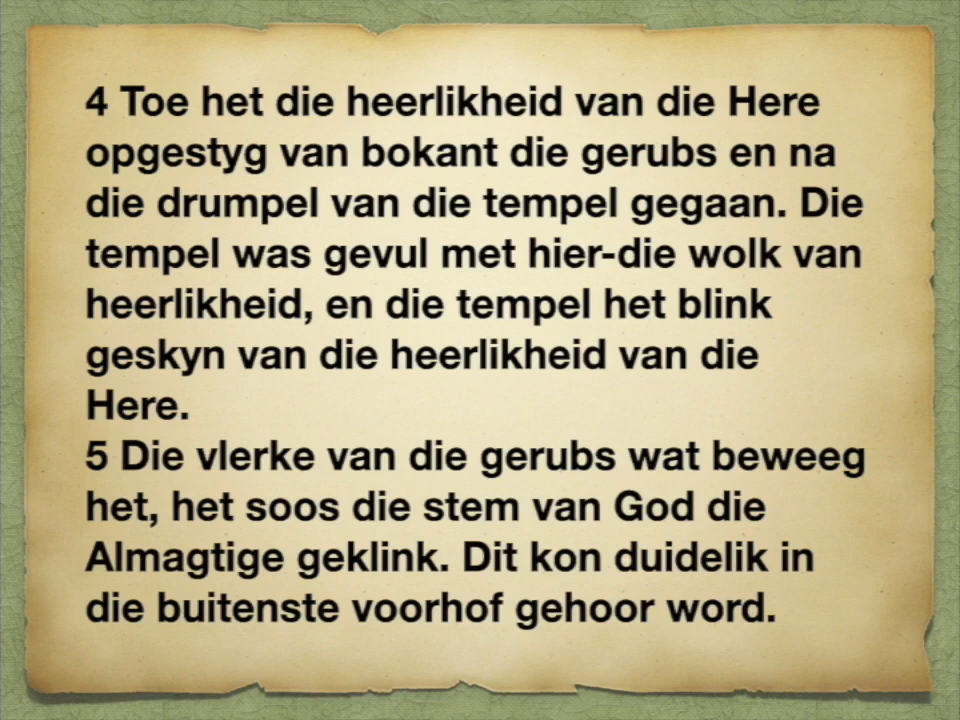 4 Toe het die heerlikheid van die Here
opgestyg van bokant die gerubs en na
die drumpel van die tempel gegaan. Die
tempel was gevul met hier-die wolk van
heerlikheid, en die tempel het blink
geskyn van die heerlikheid van die
Here.
5 Die vlerke van die gerubs wat beweeg
het, het soos die stem van God die
Almagtige geklink. Dit kon duidelik in
die buitenste voorhof gehoor word.